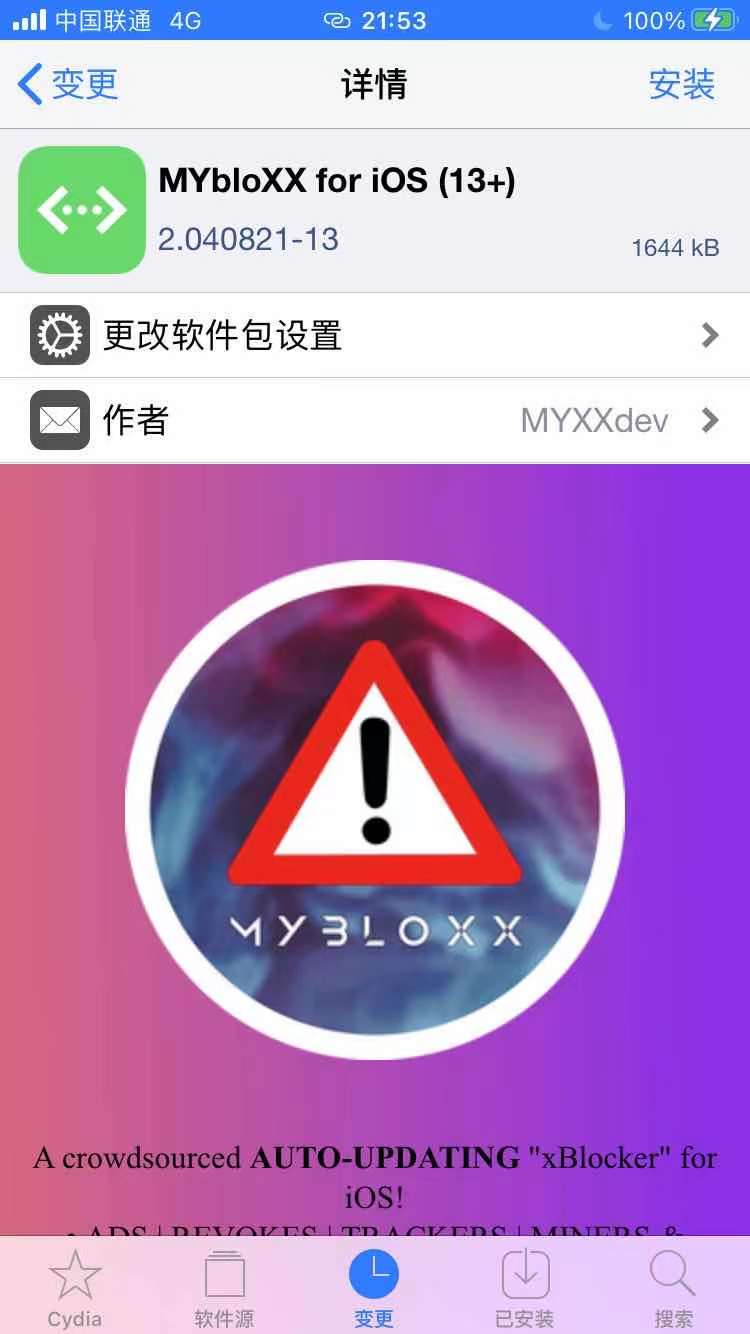 中国联通 4G 21:53 100%
变更 详情 安装
MYbloXX for iOS (13+)
2.040821-13
1644 kB
更改软件包设置
作者 MYXXdev
MYBLOXX
A crowdsourced AUTO-UPDATING "xBlocker" for
iOS!
• ADS | REVOKES | TRACKERS | MINERS &
Cydia 软件源 变更 已安装 搜索